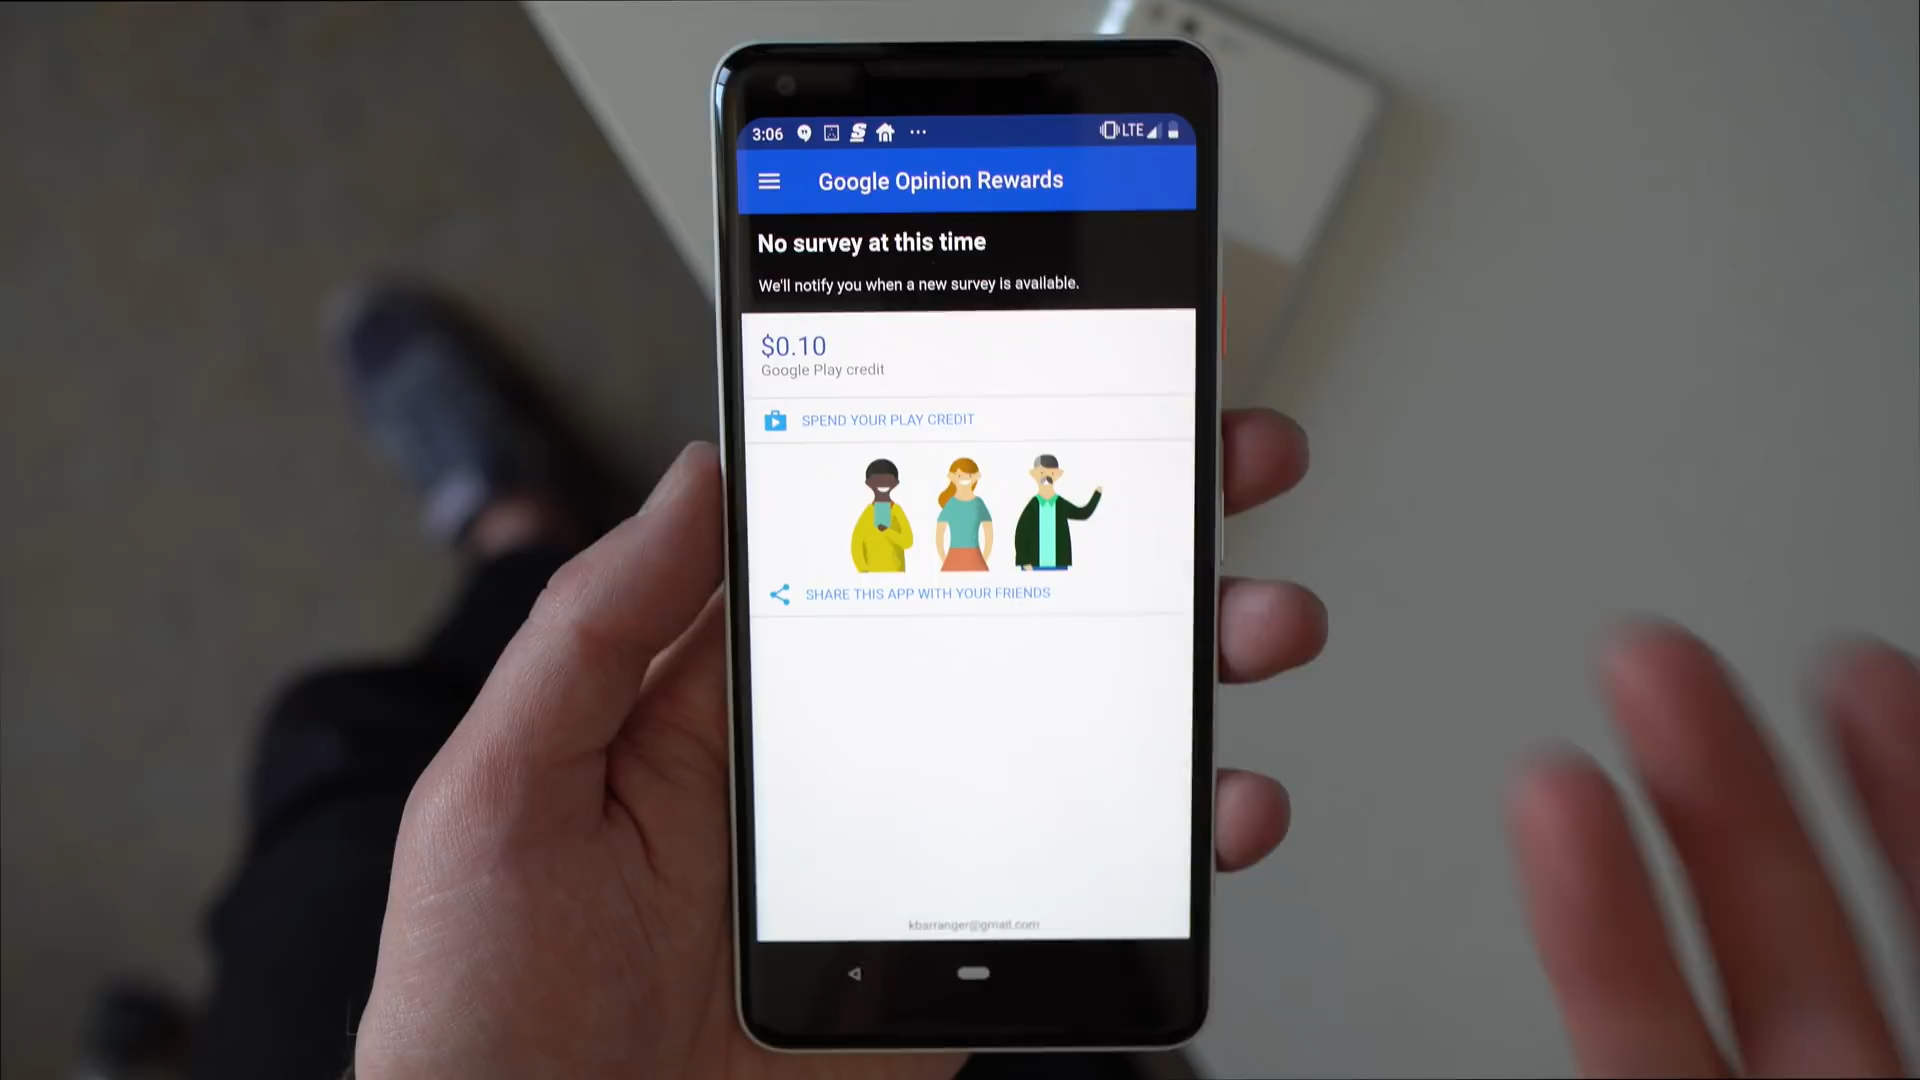 3:06
LTE
Google Opinion Rewards
No survey at this time
We'll notify you when a new survey is available.
$0.10
Google Play credit
SPEND YOUR PLAY CREDIT
SHARE THIS APP WITH YOUR FRIENDS
kbarranger@gmail.com